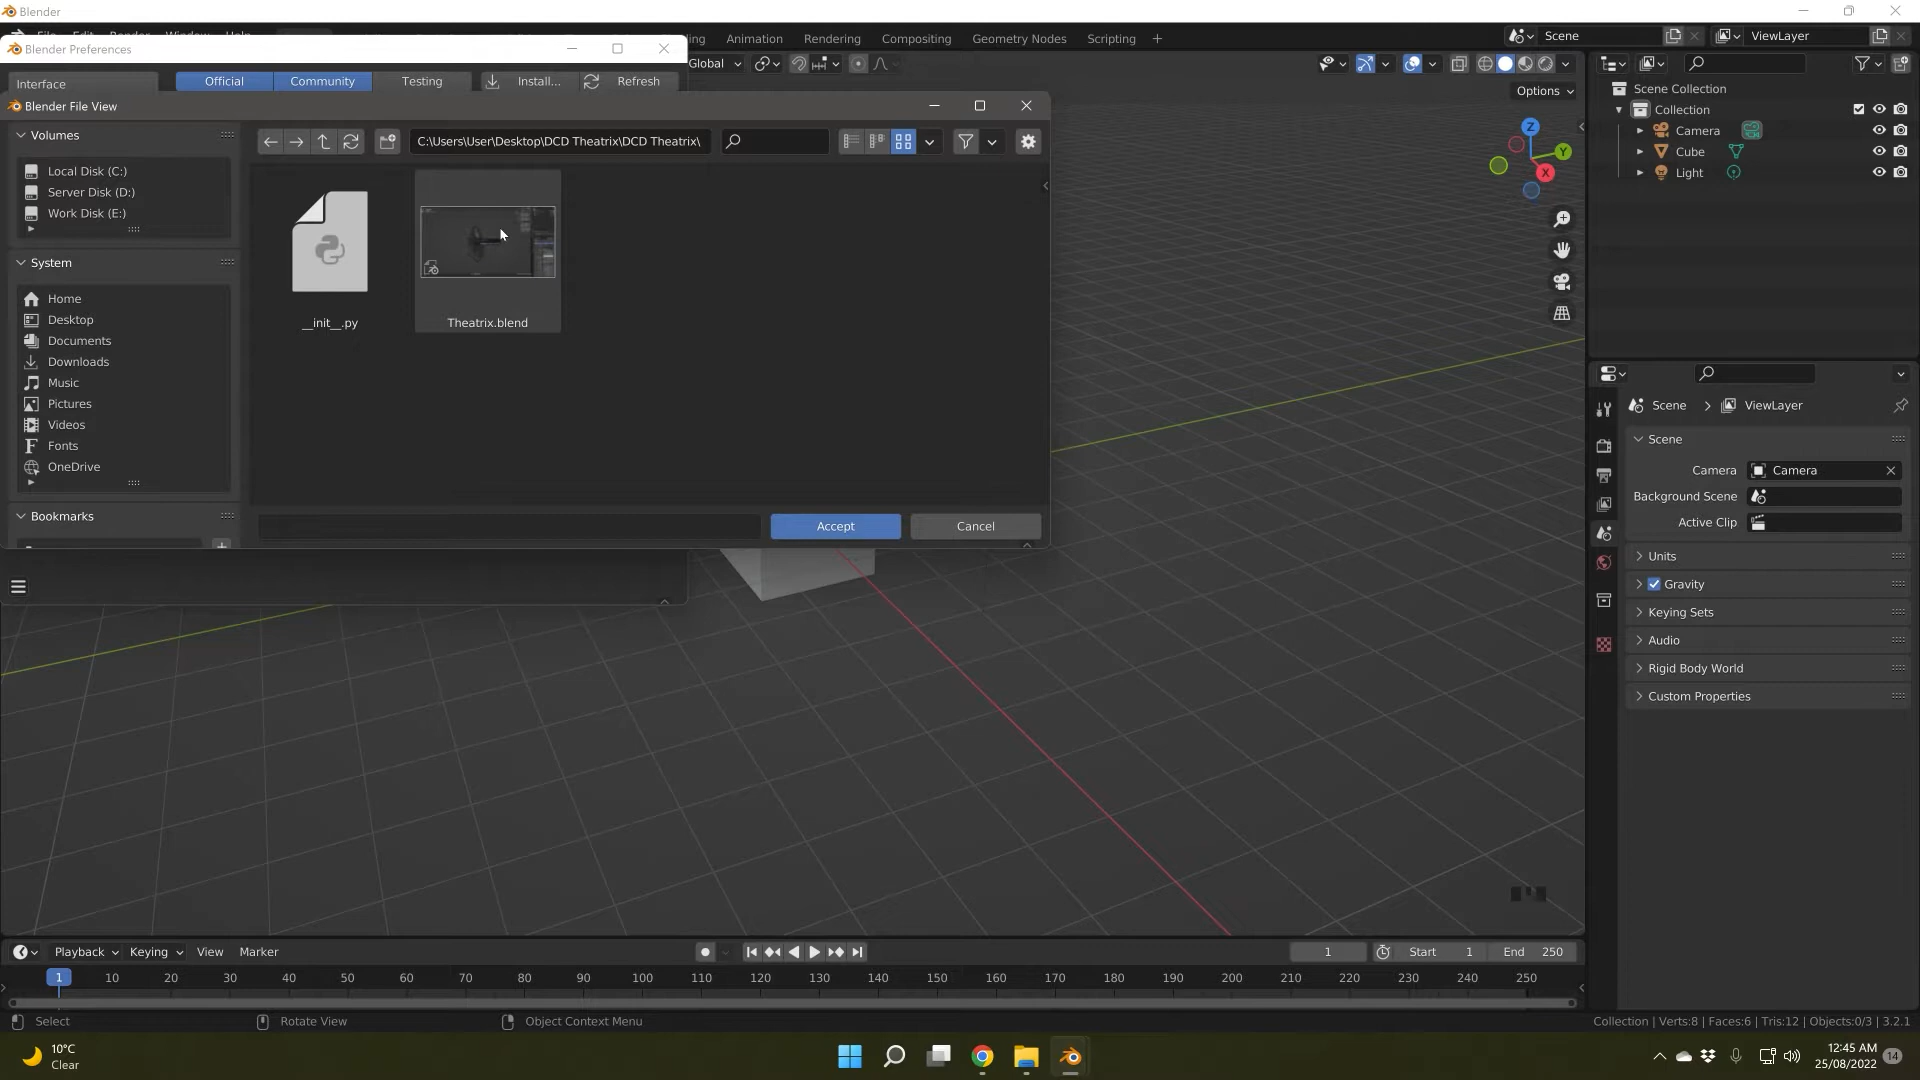 Blender
File Edit Render Window Help
Animation Rendering Compositing Geometry Nodes Scripting +
Scene
ViewLayer
Blender Preferences
Interface
Official Community Testing Install... Refresh
Global
Options
Blender File View
Volumes
Local Disk (C:)
Server Disk (D:)
Work Disk (E:)
System
Home
Desktop
Documents
Downloads
Music
Pictures
Videos
Fonts
OneDrive
Bookmarks
C:\Users\User\Desktop\DCD Theatrix\DCD Theatrix\
__init__.py
Theatrix.blend
Accept Cancel
Z
Y
X
Scene Collection
Collection
Camera
Cube
Light
Scene > ViewLayer
Scene
Camera Camera
Background Scene
Active Clip
Units
Gravity
Keying Sets
Audio
Rigid Body World
Custom Properties
Playback Keying View Marker
1 Start 1 End 250
1 10 20 30 40 50 60 70 80 90 100 110 120 130 140 150 160 170 180 190 200 210 220 230 240 250
Select Rotate View Object Context Menu
Collection | Verts:8 | Faces:6 | Tris:12 | Objects:0/3 | 3.2.1
10°C
Clear
12:45 AM
25/08/2022
14